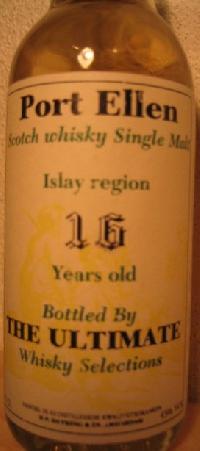 Port Ellen
Scotch whisky Single Malt
Islay region
16
Years old
Bottled By
THE ULTIMATE
Whisky Selections